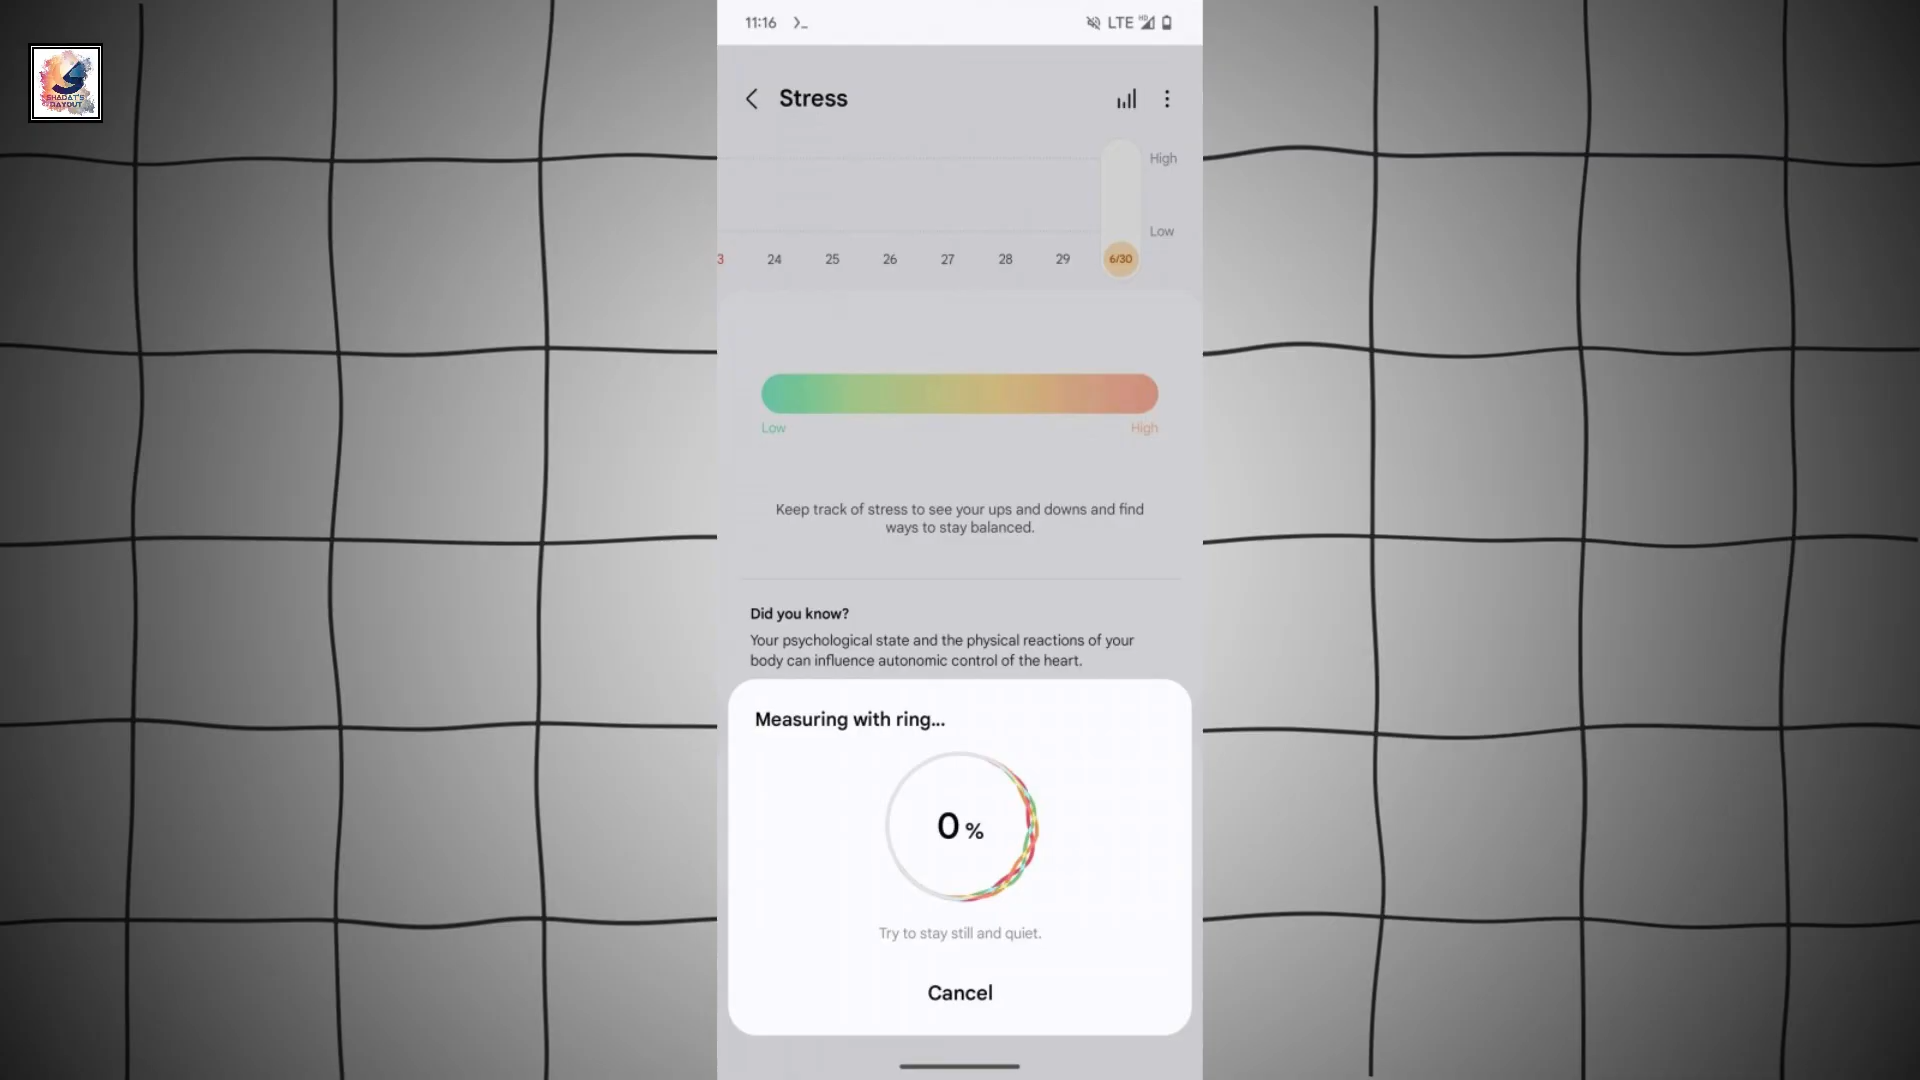 11:16 >_ LTE HD
SHADAT'S
DAYOUT
Stress
High
Low
3 24 25 26 27 28 29 6/30
Low High
Keep track of stress to see your ups and downs and find
ways to stay balanced.
Did you know?
Your psychological state and the physical reactions of your
body can influence autonomic control of the heart.
Measuring with ring...
0 %
Try to stay still and quiet.
Cancel